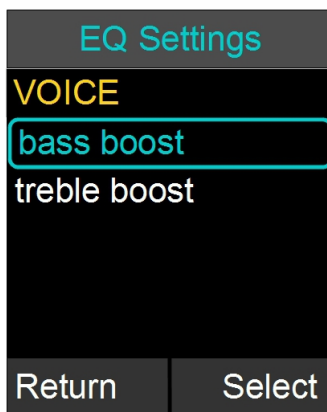 EQ Settings
VOICE
bass boost
treble boost
Return Select